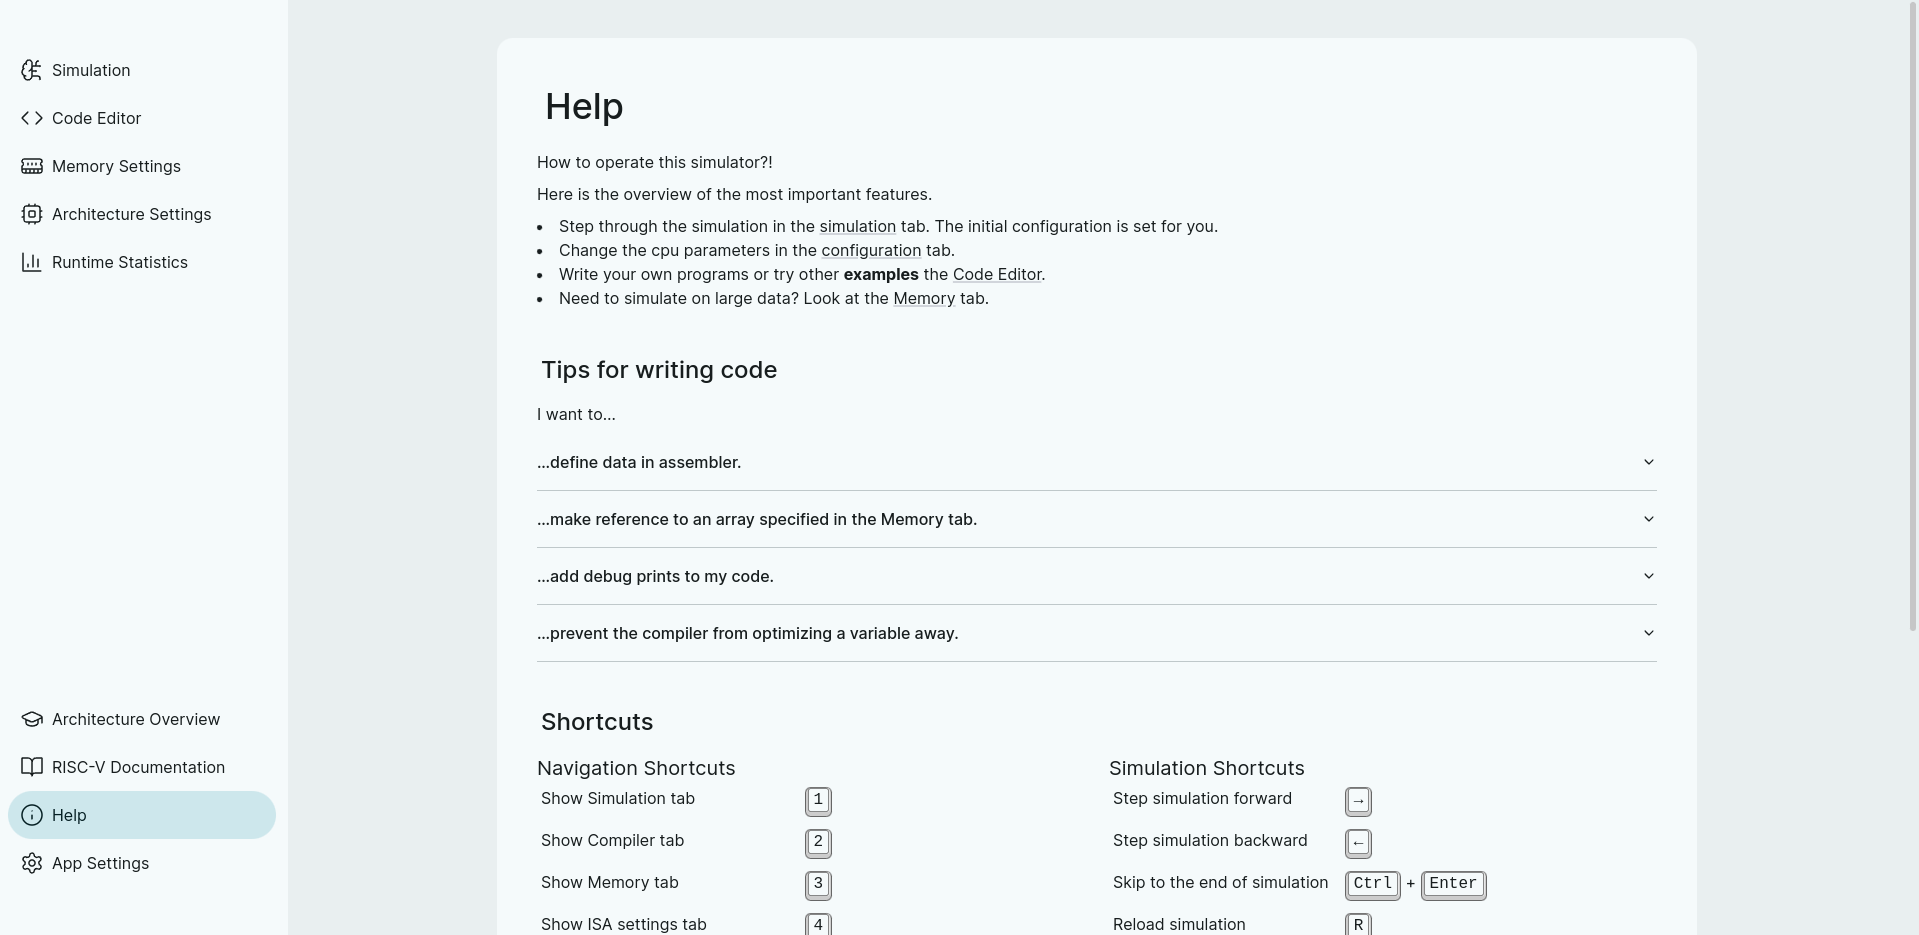 Simulation
Code Editor
Memory Settings
Architecture Settings
Runtime Statistics
Architecture Overview
RISC-V Documentation
Help
App Settings
Help
How to operate this simulator?!
Here is the overview of the most important features.
• Step through the simulation in the simulation tab. The initial configuration is set for you.
• Change the cpu parameters in the configuration tab.
• Write your own programs or try other examples the Code Editor.
• Need to simulate on large data? Look at the Memory tab.
Tips for writing code
I want to...
...define data in assembler.
...make reference to an array specified in the Memory tab.
...add debug prints to my code.
...prevent the compiler from optimizing a variable away.
Shortcuts
Navigation Shortcuts
Show Simulation tab 1
Show Compiler tab 2
Show Memory tab 3
Show ISA settings tab 4
Simulation Shortcuts
Step simulation forward →
Step simulation backward ←
Skip to the end of simulation Ctrl + Enter
Reload simulation R